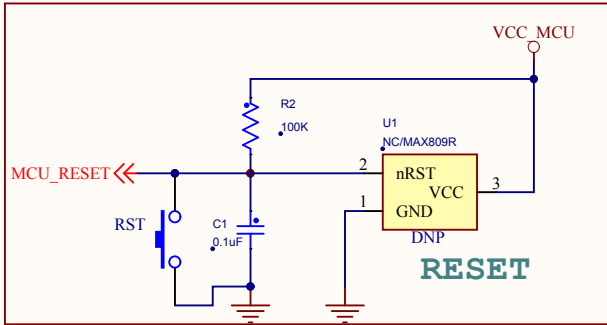 VCC_MCU
R2
100K
U1
NC/MAX809R
MCU_RESET
2
nRST
VCC
3
1
GND
RST
C1
0.1uF
DNP
RESET